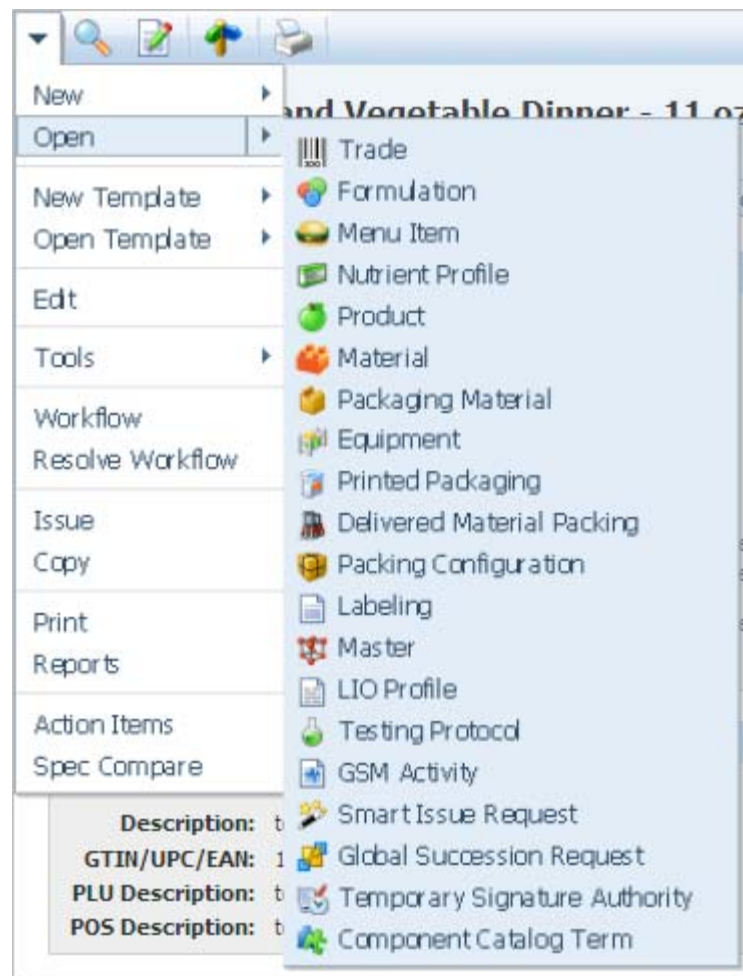 and Vegetable Dinner - 11 oz
New
Open
New Template
Open Template
Edit
Tools
Workflow
Resolve Workflow
Issue
Copy
Print
Reports
Action Items
Spec Compare
Trade
Formulation
Menu Item
Nutrient Profile
Product
Material
Packaging Material
Equipment
Printed Packaging
Delivered Material Packing
Packing Configuration
Labeling
Master
LIO Profile
Testing Protocol
GSM Activity
Smart Issue Request
Global Succession Request
Temporary Signature Authority
Component Catalog Term
Description:
GTIN/UPC/EAN: 1
PLU Description:
POS Description: